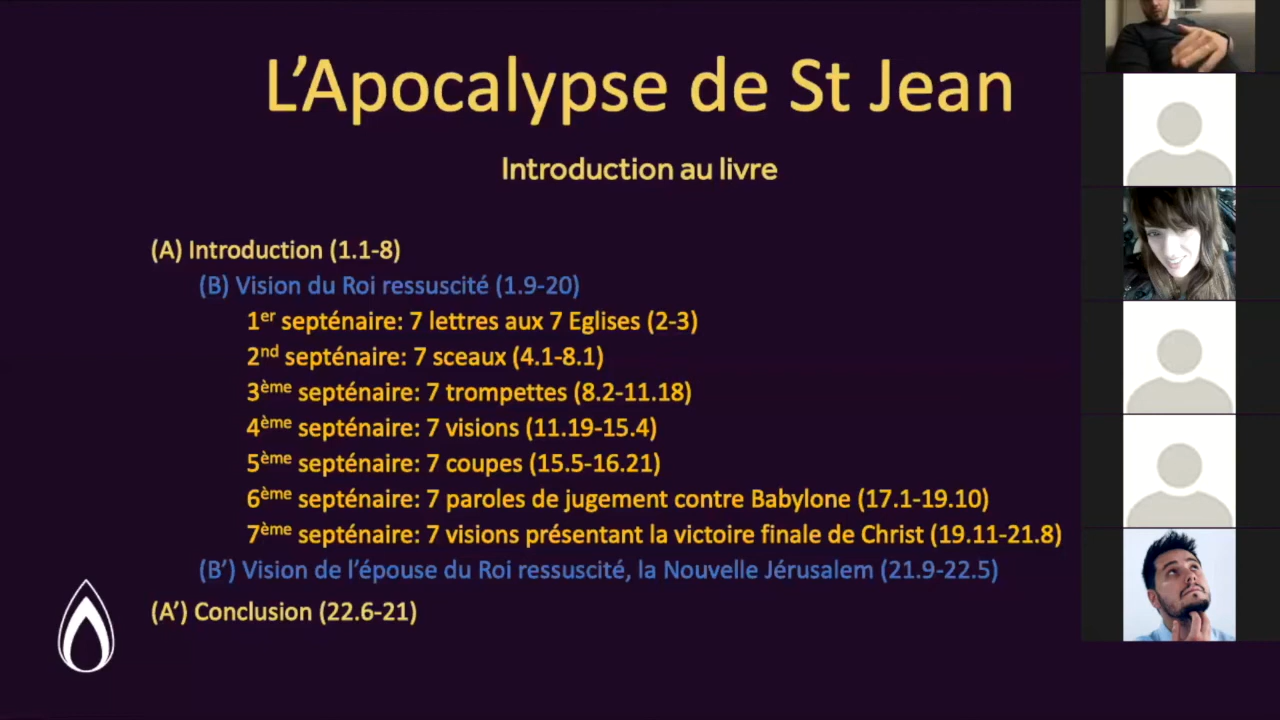 L'Apocalypse de St Jean
Introduction au livre
(A) Introduction (1.1-8)
(B) Vision du Roi ressuscité (1.9-20)
1er septénaire: 7 lettres aux 7 Eglises (2-3)
2nd septénaire: 7 sceaux (4.1-8.1)
3ème septénaire: 7 trompettes (8.2-11.18)
4ème septénaire: 7 visions (11.19-15.4)
5ème septénaire: 7 coupes (15.5-16.21)
6ème septénaire: 7 paroles de jugement contre Babylone (17.1-19.10)
7ème septénaire: 7 visions présentant la victoire finale de Christ (19.11-21.8)
(B’) Vision de l’épouse du Roi ressuscité, la Nouvelle Jérusalem (21.9-22.5)
(A’) Conclusion (22.6-21)